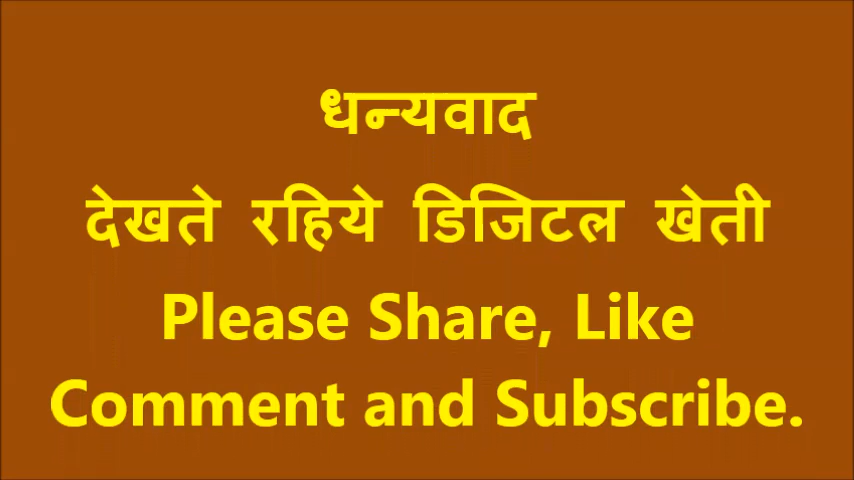 धन्यवाद
देखते रहिये डिजिटल खेती
Please Share, Like
Comment and Subscribe.